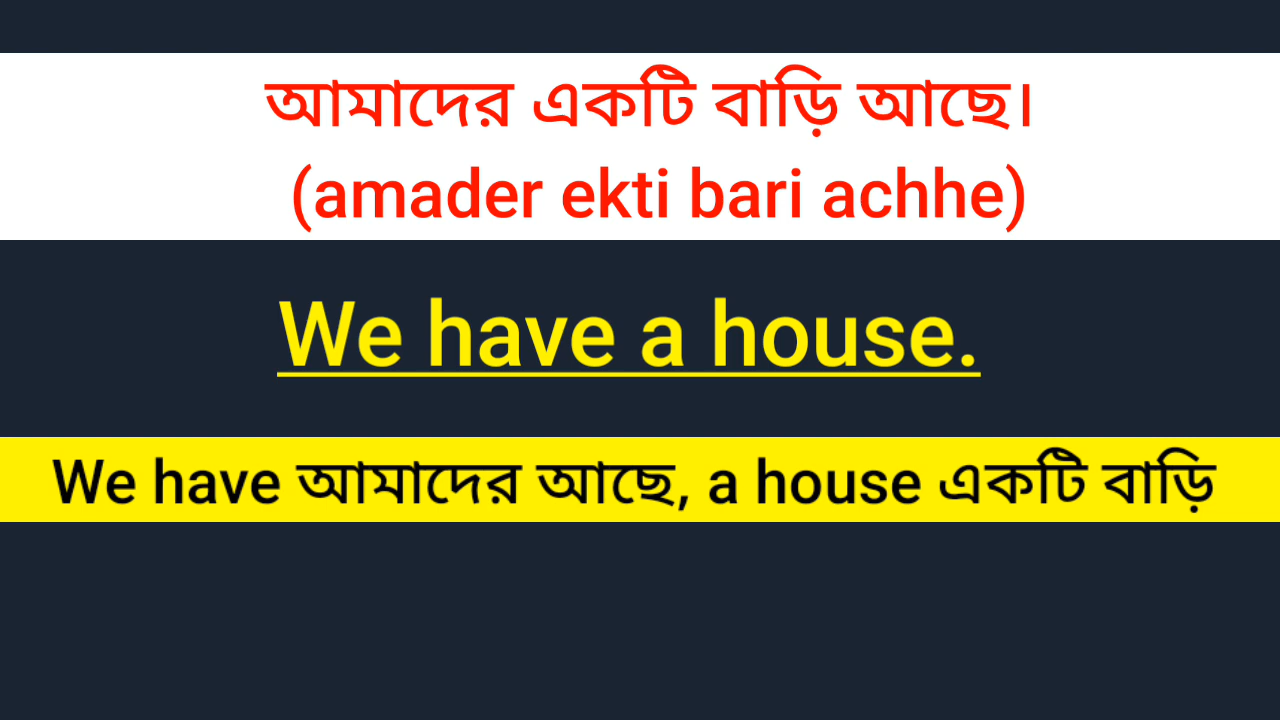 আমাদের একটি বাড়ি আছে।
(amader ekti bari achhe)
We have a house.
We have আমাদের আছে, a house একটি বাড়ি